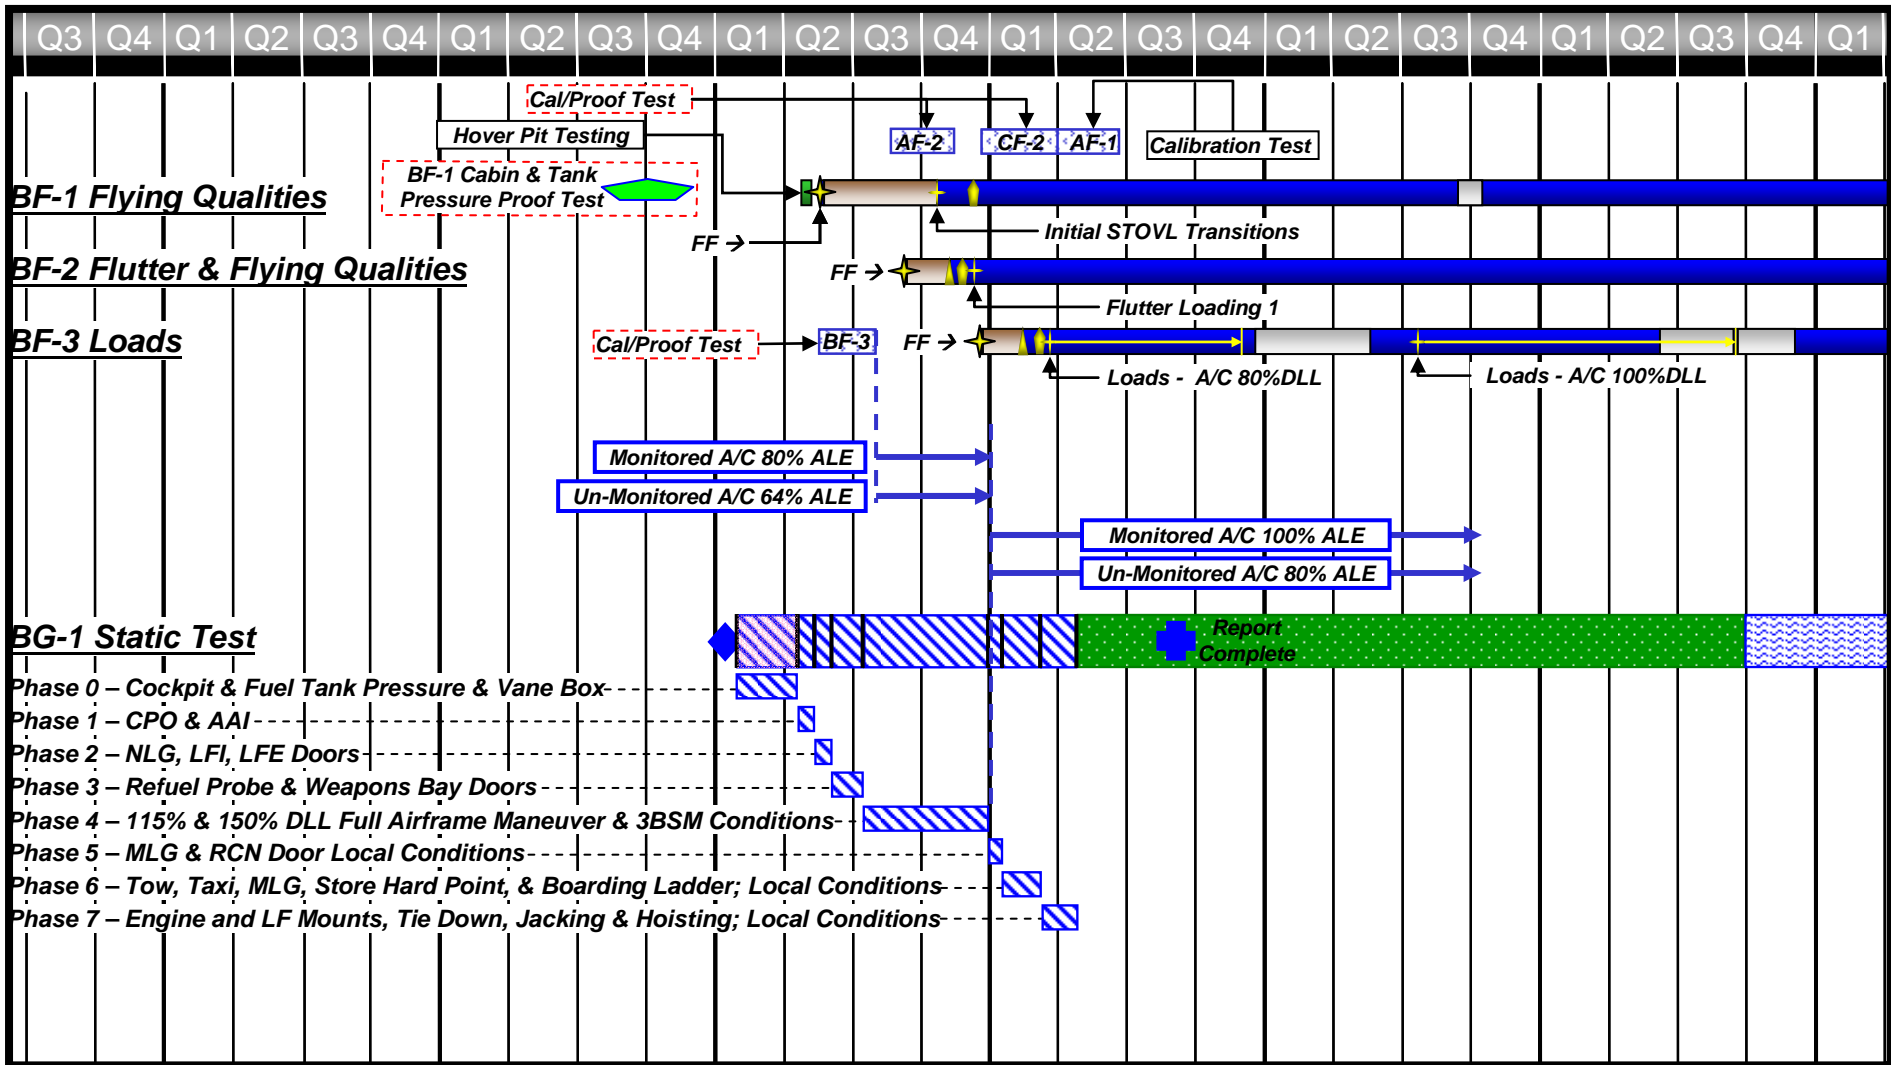 Q3 Q4 Q1 Q2 Q3 Q4 Q1 Q2 Q3 Q4 Q1 Q2 Q3 Q4 Q1 Q2 Q3 Q4 Q1 Q2 Q3 Q4 Q1 Q2 Q3 Q4 Q1
Cal/Proof Test
Hover Pit Testing
AF-2
CF-2
AF-1
Calibration Test
BF-1 Cabin & Tank
Pressure Proof Test
BF-1 Flying Qualities
FF →
Initial STOVL Transitions
BF-2 Flutter & Flying Qualities
FF →
Flutter Loading 1
BF-3 Loads
Cal/Proof Test
BF-3
FF →
Loads - A/C 80%DLL
Loads - A/C 100%DLL
Monitored A/C 80% ALE
Un-Monitored A/C 64% ALE
Monitored A/C 100% ALE
Un-Monitored A/C 80% ALE
BG-1 Static Test
Report
Complete
Phase 0 – Cockpit & Fuel Tank Pressure & Vane Box
Phase 1 – CPO & AAI
Phase 2 – NLG, LFI, LFE Doors
Phase 3 – Refuel Probe & Weapons Bay Doors
Phase 4 – 115% & 150% DLL Full Airframe Maneuver & 3BSM Conditions
Phase 5 – MLG & RCN Door Local Conditions
Phase 6 – Tow, Taxi, MLG, Store Hard Point, & Boarding Ladder; Local Conditions
Phase 7 – Engine and LF Mounts, Tie Down, Jacking & Hoisting; Local Conditions